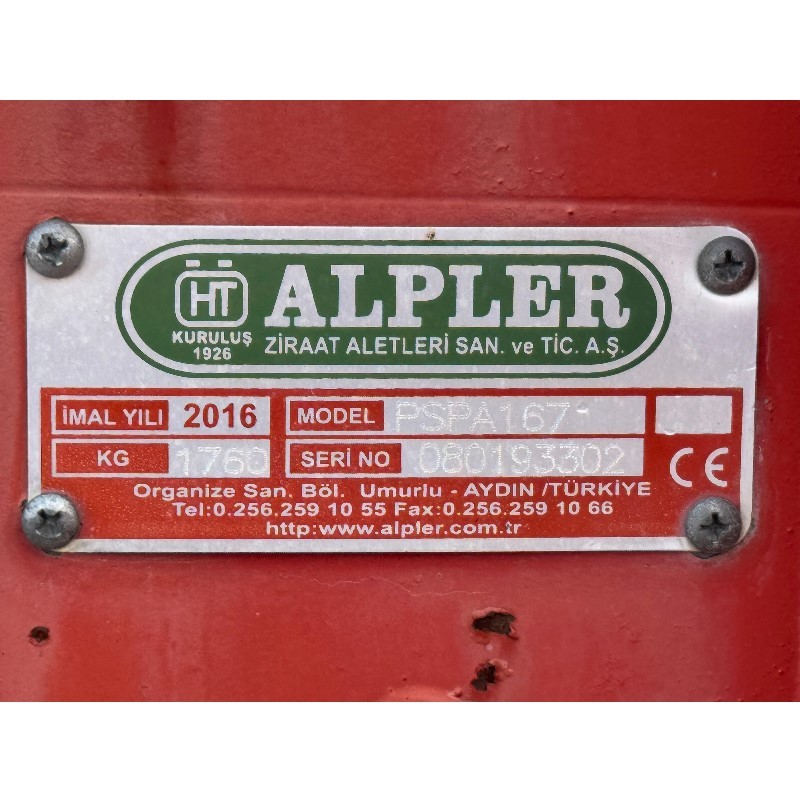 HT ALPLER
KURULUŞ
1926
ZİRAAT ALETLERİ SAN. ve TİC. A.Ş.
İMAL YILI 2016 MODEL PSPA167
KG 1760 SERİ NO 080193302
CE
Organize San. Böl. Umurlu - AYDIN /TÜRKİYE
Tel:0.256.259 10 55 Fax:0.256.259 10 66
http:www.alpler.com.tr